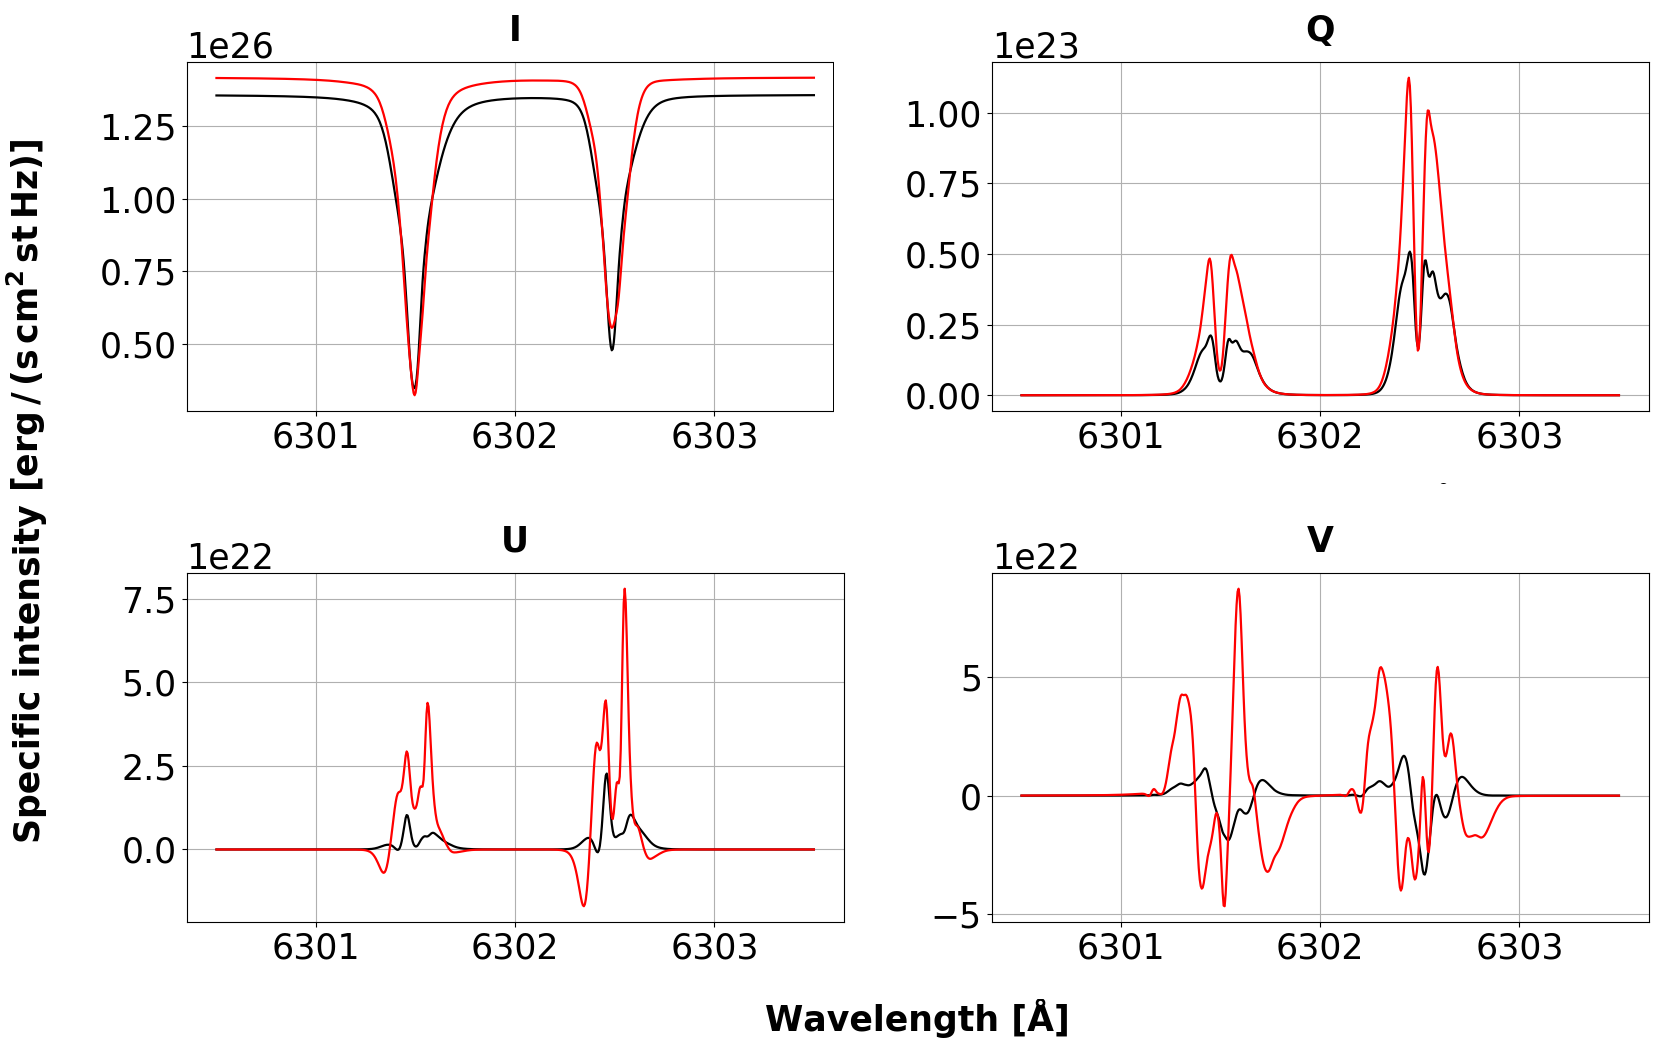 I
1e26
1.25
1.00
0.75
0.50
6301 6302 6303
Q
1e23
1.00
0.75
0.50
0.25
0.00
6301 6302 6303
U
1e22
7.5
5.0
2.5
0.0
6301 6302 6303
V
1e22
5
0
−5
6301 6302 6303
Specific intensity [erg / (s cm² st Hz)]
Wavelength [Å]